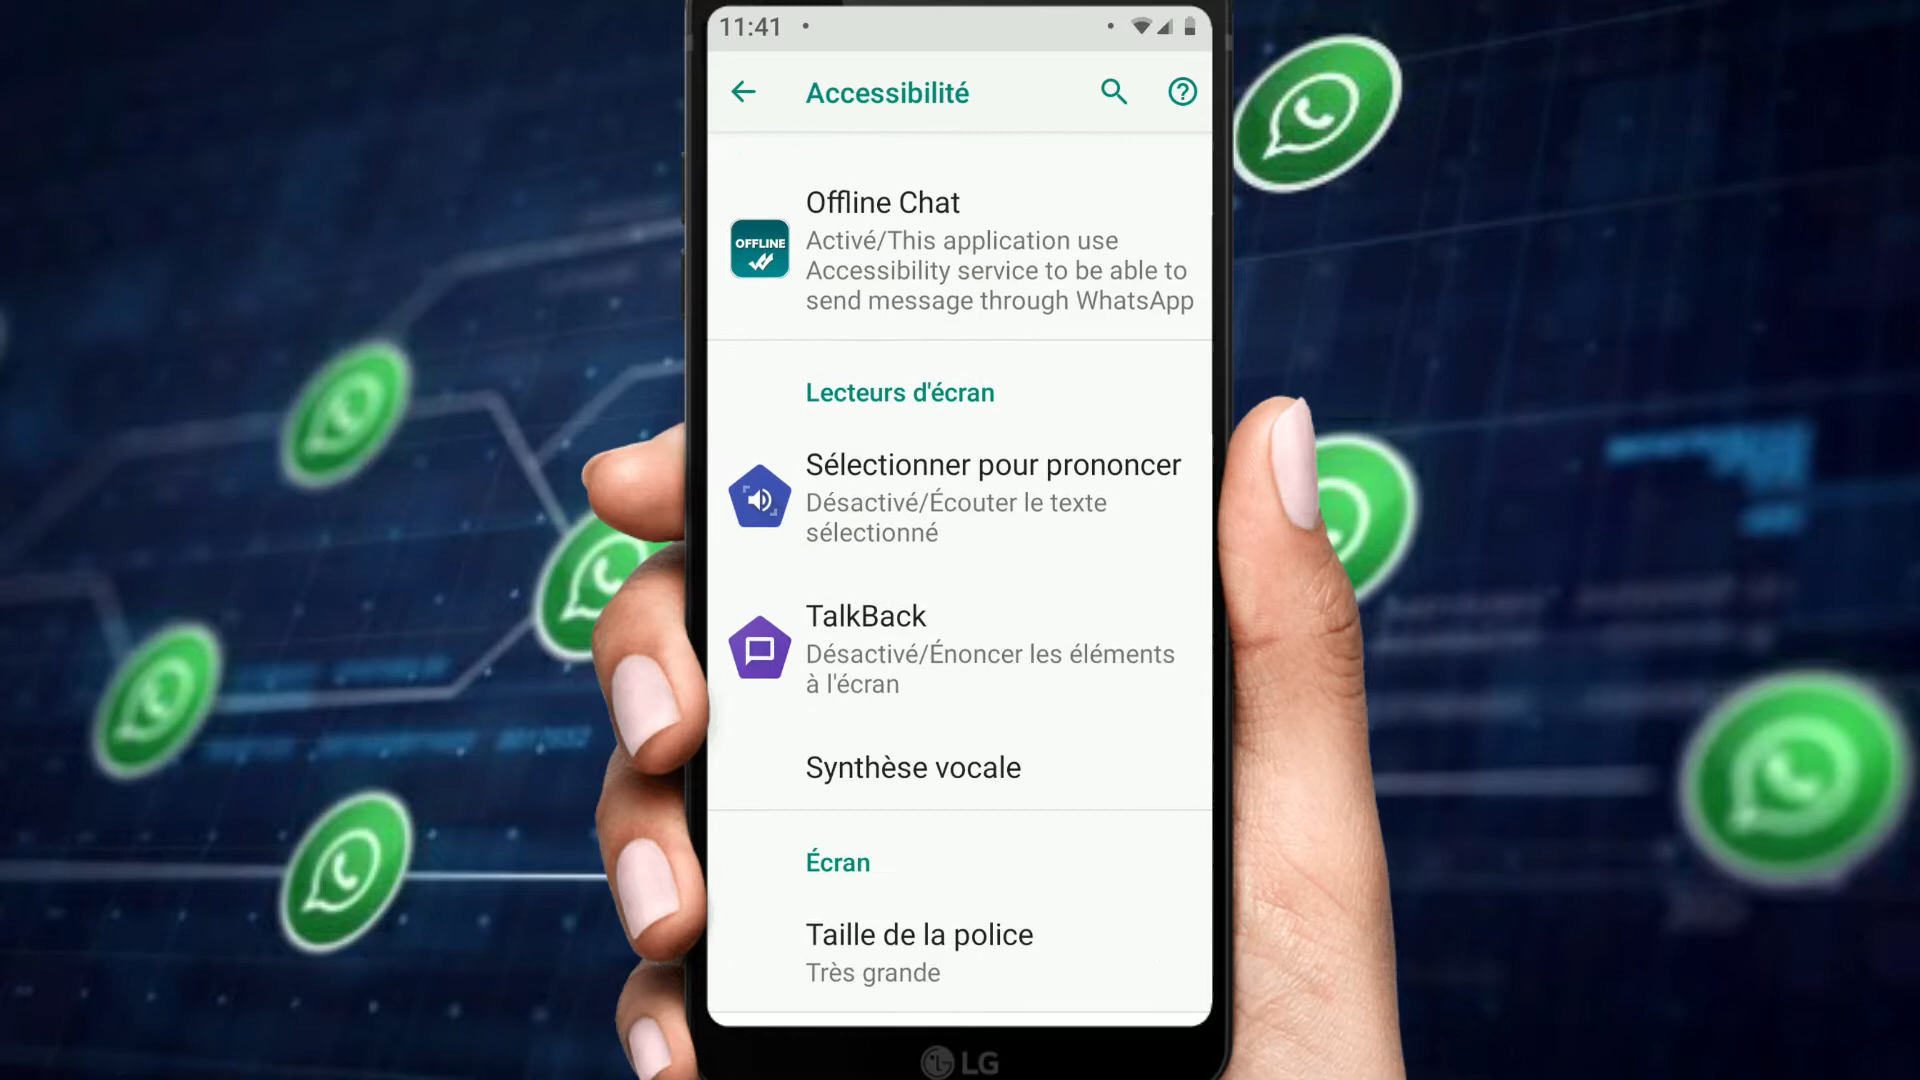 11:41
Accessibilité
Offline Chat
OFFLINE
Activé/This application use
Accessibility service to be able to
send message through WhatsApp
Lecteurs d'écran
Sélectionner pour prononcer
Désactivé/Écouter le texte
sélectionné
TalkBack
Désactivé/Énoncer les éléments
à l'écran
Synthèse vocale
Écran
Taille de la police
Très grande
LG